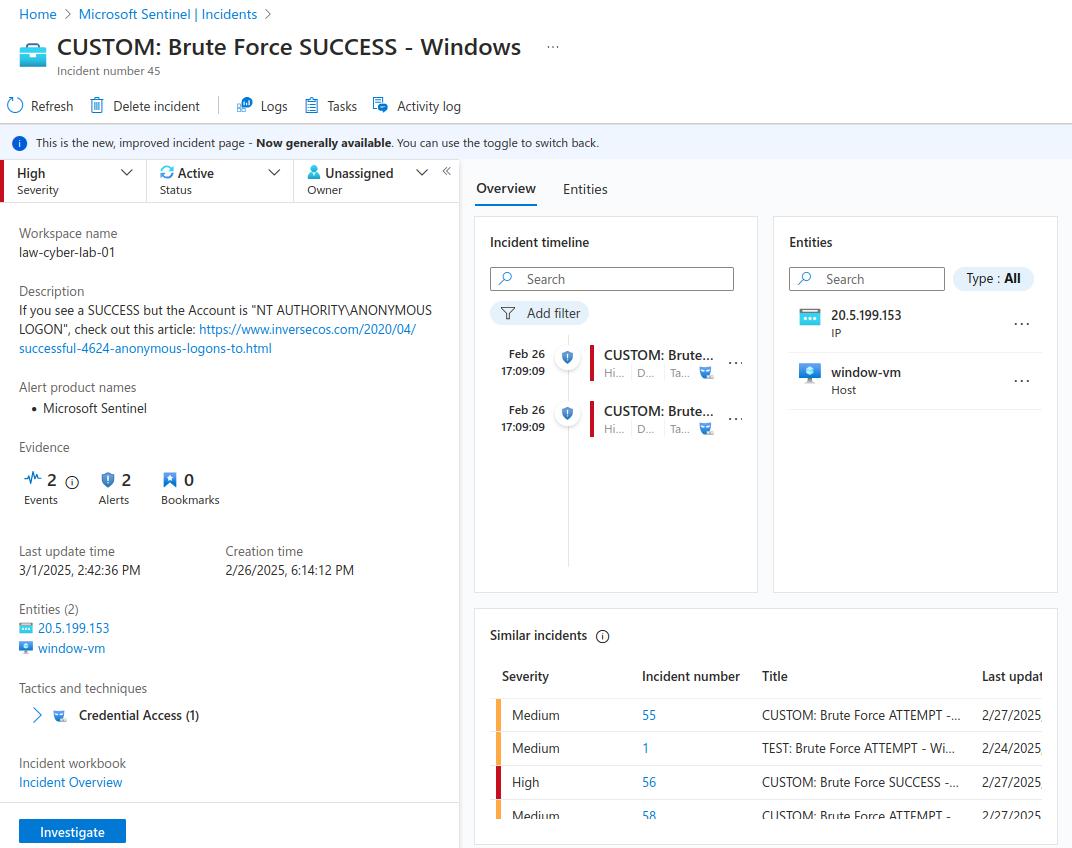 Home > Microsoft Sentinel | Incidents >
CUSTOM: Brute Force SUCCESS - Windows ...
Incident number 45
Refresh Delete incident Logs Tasks Activity log
This is the new, improved incident page - Now generally available. You can use the toggle to switch back.
High
Severity
Active
Status
Unassigned
Owner
Workspace name
law-cyber-lab-01
Description
If you see a SUCCESS but the Account is "NT AUTHORITY\ANONYMOUS
LOGON", check out this article: https://www.inversecos.com/2020/04/
successful-4624-anonymous-logons-to.html
Alert product names
• Microsoft Sentinel
Evidence
2 Events
2 Alerts
0 Bookmarks
Last update time
3/1/2025, 2:42:36 PM
Creation time
2/26/2025, 6:14:12 PM
Entities (2)
20.5.199.153
window-vm
Tactics and techniques
Credential Access (1)
Incident workbook
Incident Overview
Investigate
Overview Entities
Incident timeline
Search
Add filter
Feb 26
17:09:09
CUSTOM: Brute... ...
Hi... D... Ta...
Feb 26
17:09:09
CUSTOM: Brute... ...
Hi... D... Ta...
Entities
Search Type : All
20.5.199.153 ...
IP
window-vm ...
Host
Similar incidents
Severity Incident number Title Last updat
Medium 55 CUSTOM: Brute Force ATTEMPT -... 2/27/2025,
Medium 1 TEST: Brute Force ATTEMPT - Wi... 2/24/2025,
High 56 CUSTOM: Brute Force SUCCESS -... 2/27/2025,
Medium 58 CUSTOM: Brute Force ATTEMPT -... 2/27/2025,